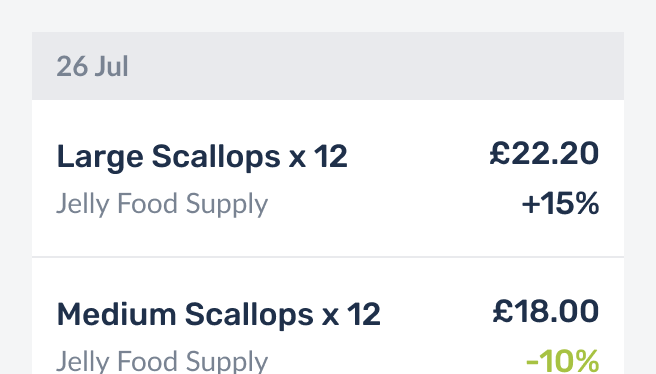 26 Jul
Large Scallops x 12 £22.20
Jelly Food Supply +15%
Medium Scallops x 12 £18.00
Jelly Food Supply -10%